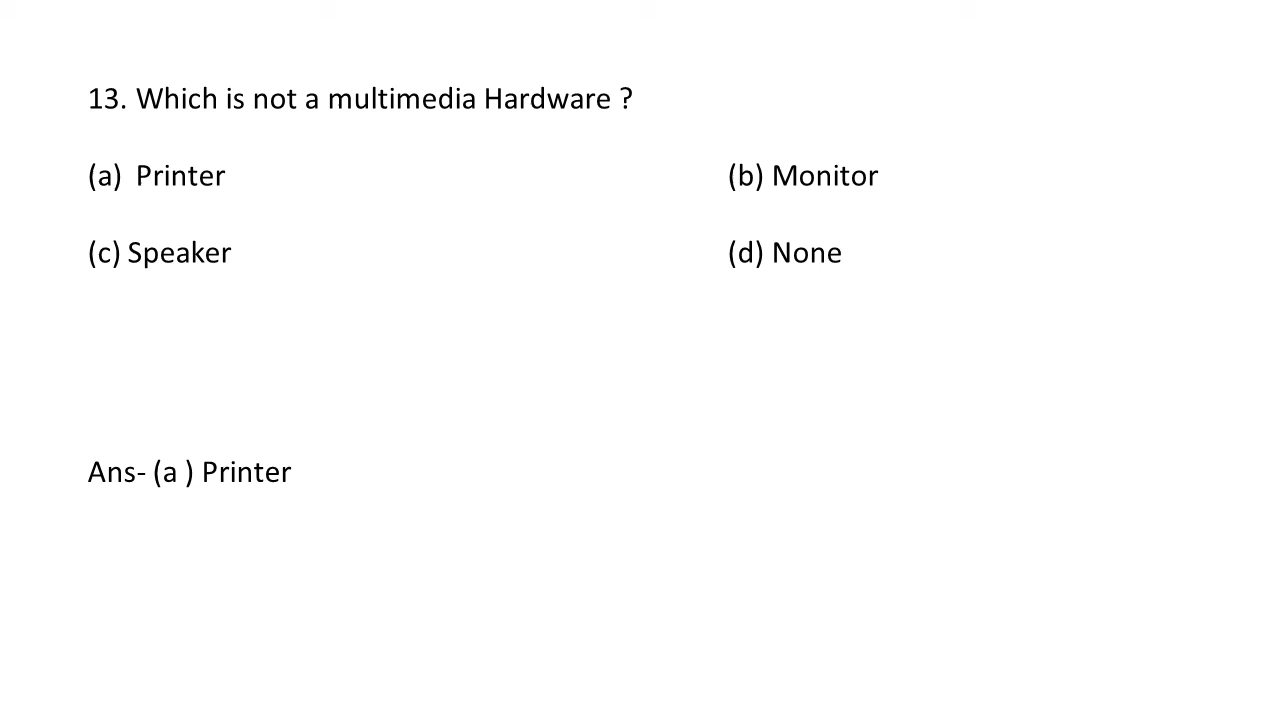 13. Which is not a multimedia Hardware ?
(a)  Printer (b) Monitor
(c) Speaker (d) None
Ans- (a ) Printer